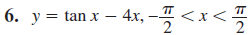 6. y = tan x − 4x, −π/2 < x < π/2